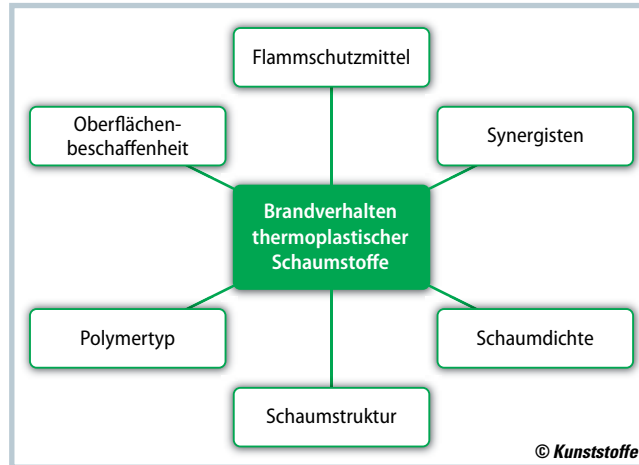 Flammschutzmittel
Oberflächen-
beschaffenheit
Synergisten
Brandverhalten
thermoplastischer
Schaumstoffe
Polymertyp
Schaumdichte
Schaumstruktur
© Kunststoffe